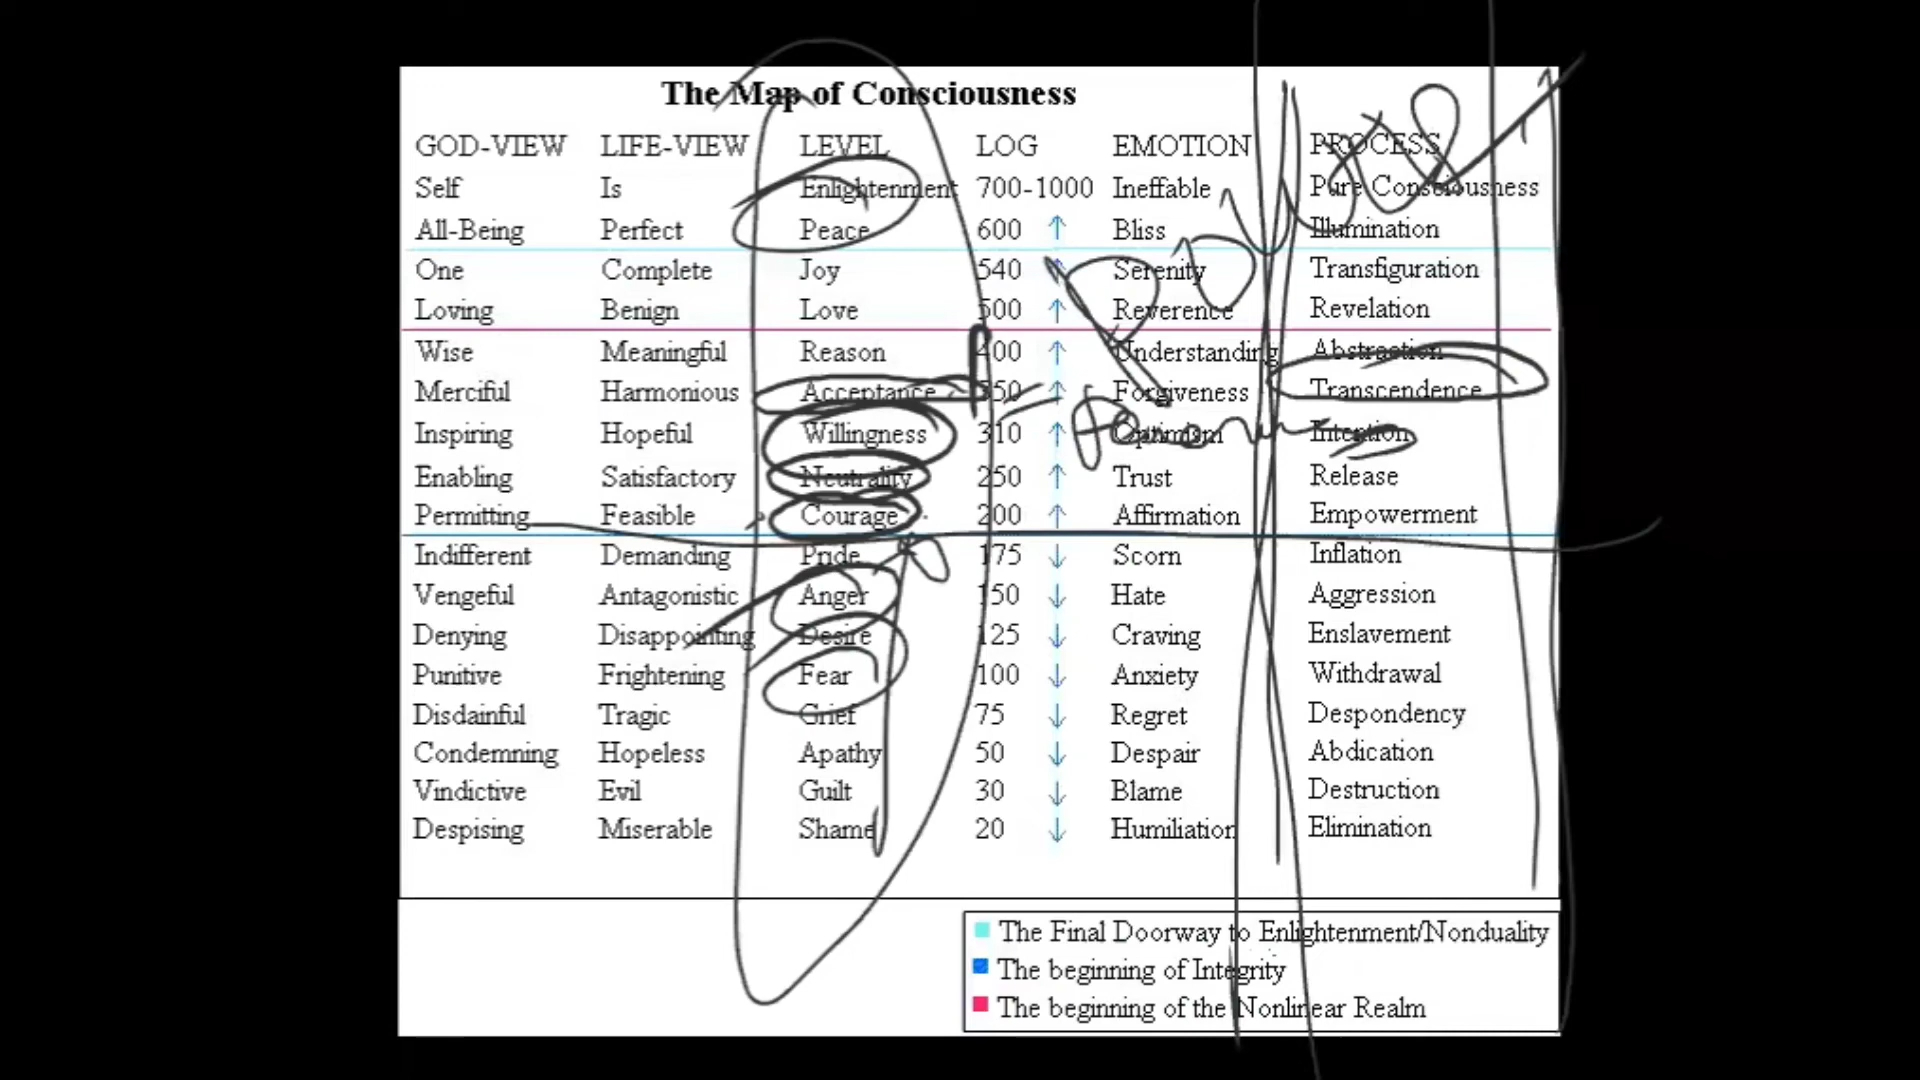 The Map of Consciousness
GOD-VIEW LIFE-VIEW LEVEL LOG EMOTION PROCESS
Self Is Enlightenment 700-1000 Ineffable Pure Consciousness
All-Being Perfect Peace 600 ↑ Bliss Illumination
One Complete Joy 540 ↑ Serenity Transfiguration
Loving Benign Love 500 ↑ Reverence Revelation
Wise Meaningful Reason 400 ↑ Understanding Abstraction
Merciful Harmonious Acceptance 350 ↑ Forgiveness Transcendence
Inspiring Hopeful Willingness 310 ↑ Optimism Intention
Enabling Satisfactory Neutrality 250 ↑ Trust Release
Permitting Feasible Courage 200 ↑ Affirmation Empowerment
Indifferent Demanding Pride 175 ↓ Scorn Inflation
Vengeful Antagonistic Anger 150 ↓ Hate Aggression
Denying Disappointing Desire 125 ↓ Craving Enslavement
Punitive Frightening Fear 100 ↓ Anxiety Withdrawal
Disdainful Tragic Grief 75 ↓ Regret Despondency
Condemning Hopeless Apathy 50 ↓ Despair Abdication
Vindictive Evil Guilt 30 ↓ Blame Destruction
Despising Miserable Shame 20 ↓ Humiliation Elimination
The Final Doorway to Enlightenment/Nonduality
The beginning of Integrity
The beginning of the Nonlinear Realm